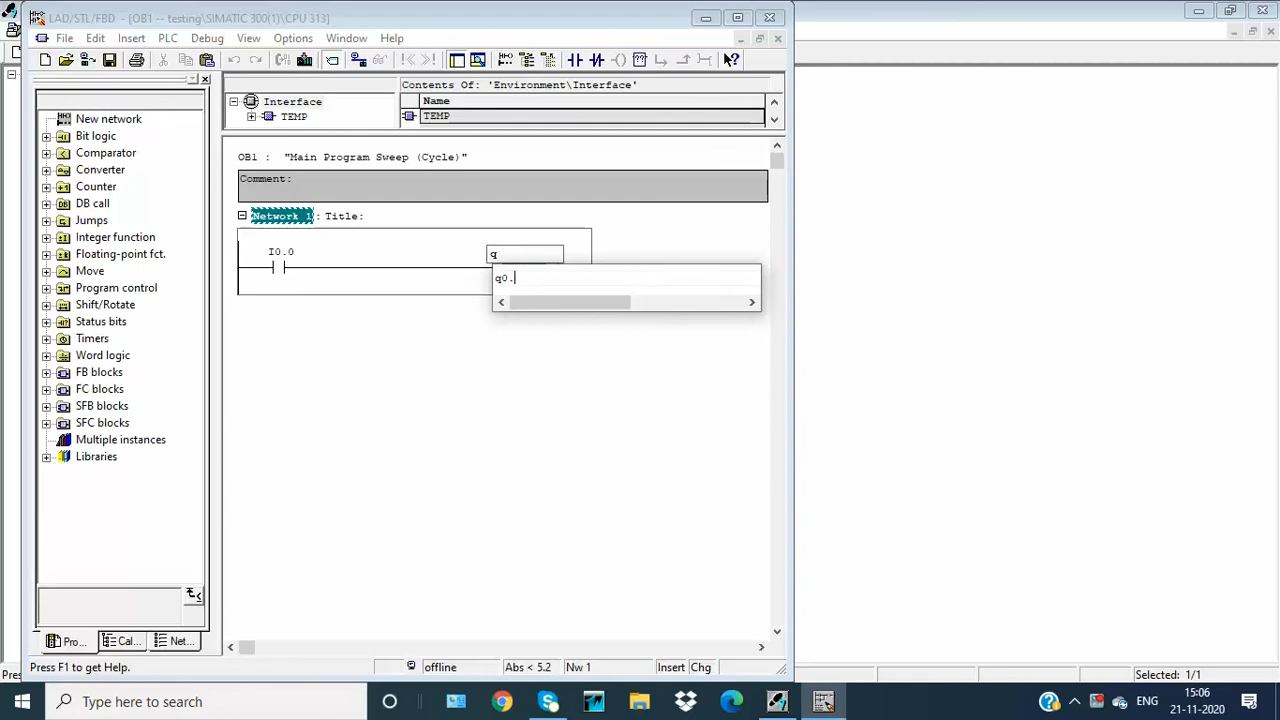 LAD/STL/FBD - [OB1 -- testing\SIMATIC 300(1)\CPU 313]
File Edit Insert PLC Debug View Options Window Help
Interface
TEMP
Contents Of: 'Environment\Interface'
Name
TEMP
New network
Bit logic
Comparator
Converter
Counter
DB call
Jumps
Integer function
Floating-point fct.
Move
Program control
Shift/Rotate
Status bits
Timers
Word logic
FB blocks
FC blocks
SFB blocks
SFC blocks
Multiple instances
Libraries
OB1 : "Main Program Sweep (Cycle)"
Comment:
Network 1: Title:
I0.0
q
q0.
Pro... Cal... Net...
Press F1 to get Help.
offline Abs < 5.2 Nw 1 Insert Chg
Selected: 1/1
Type here to search
ENG
15:06
21-11-2020